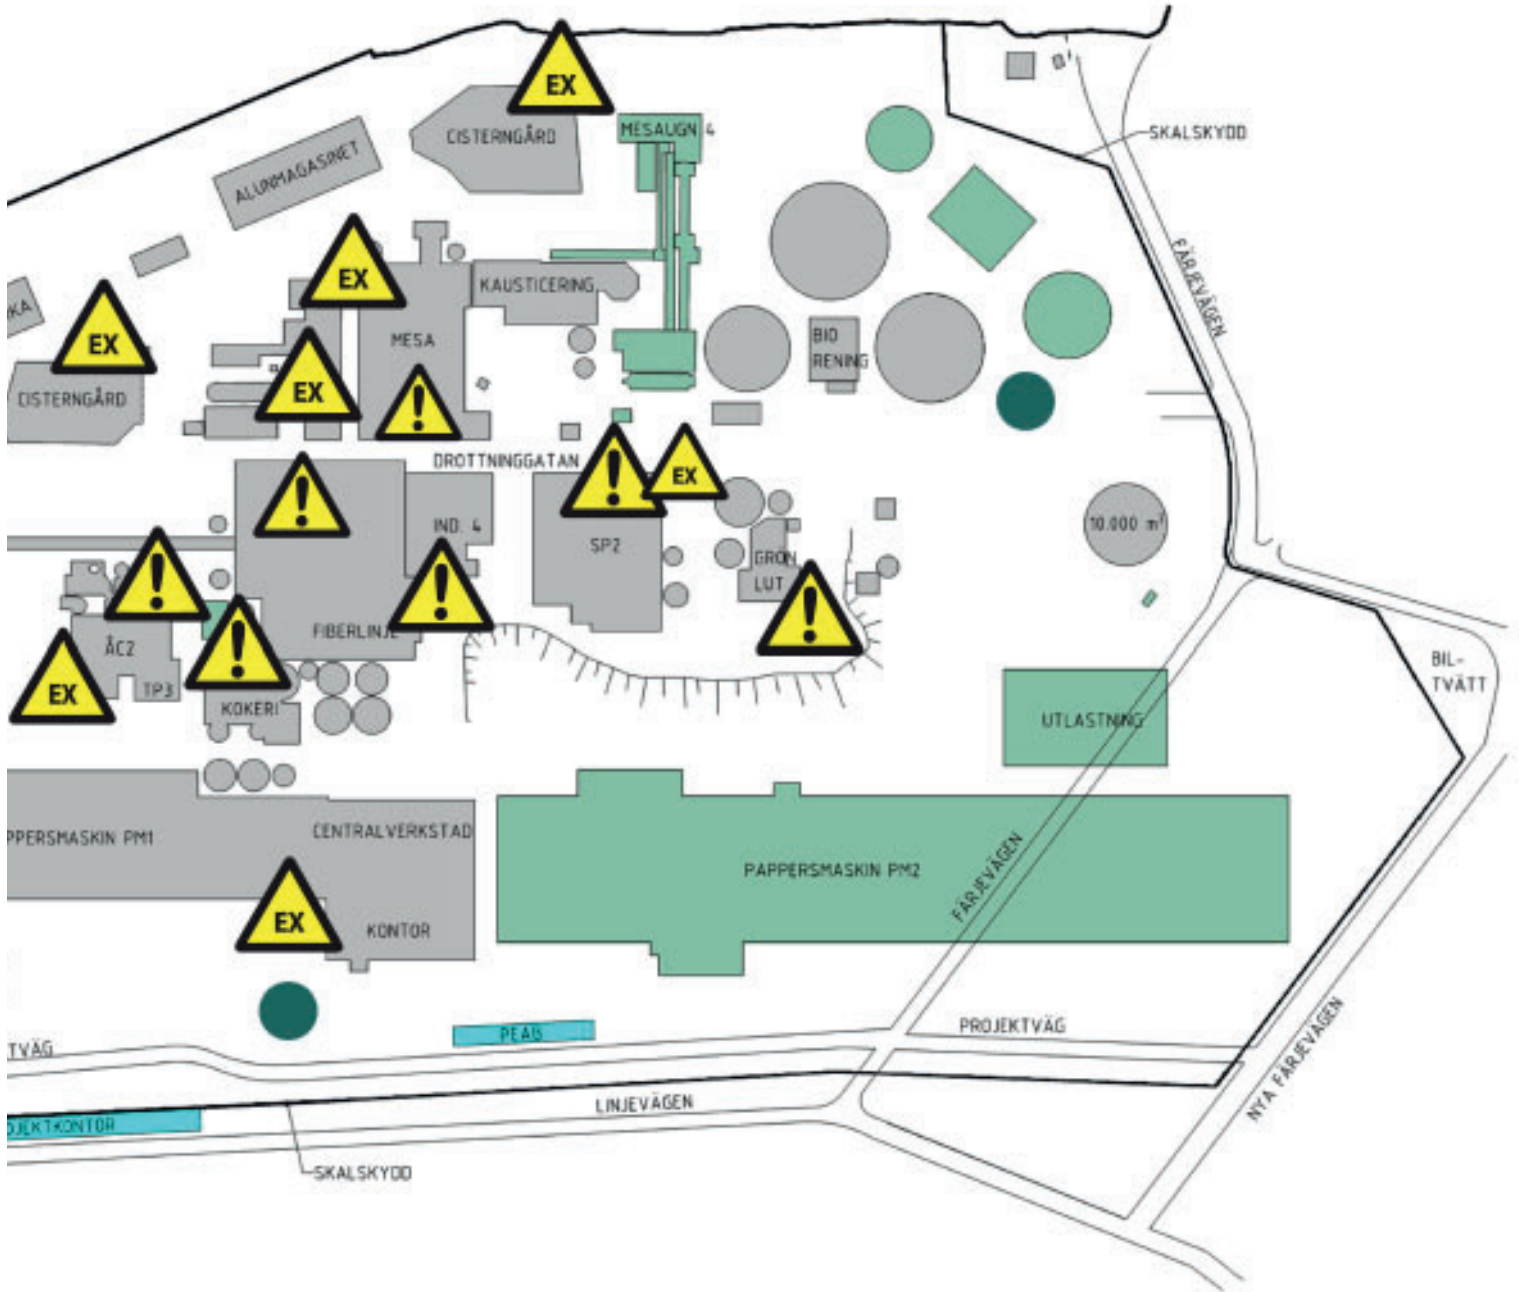 EX
CISTERNGÅRD
MESAUGN 4
SKALSKYDD
ALUNMAGASINET
FÄRJEVÄGEN
EX
KAUSTICERING
KA
EX
MESA
BIO
RENING
EX
CISTERNGÅRD
!
DROTTNINGGATAN
!
!
EX
IND. 4
10.000 m³
SP2
GRÖN
LUT
!
!
!
!
FIBERLINJE
ÅC2
TP3
EX
KOKERI
BIL-
TVÄTT
UTLASTNING
PPERSMASKIN PM1
CENTRALVERKSTAD
PAPPERSMASKIN PM2
FÄRJEVÄGEN
EX
KONTOR
PEAB
PROJEKTVÄG
TVÄG
NYA FÄRJEVÄGEN
LINJEVÄGEN
OJEKTKONTOR
SKALSKYDD